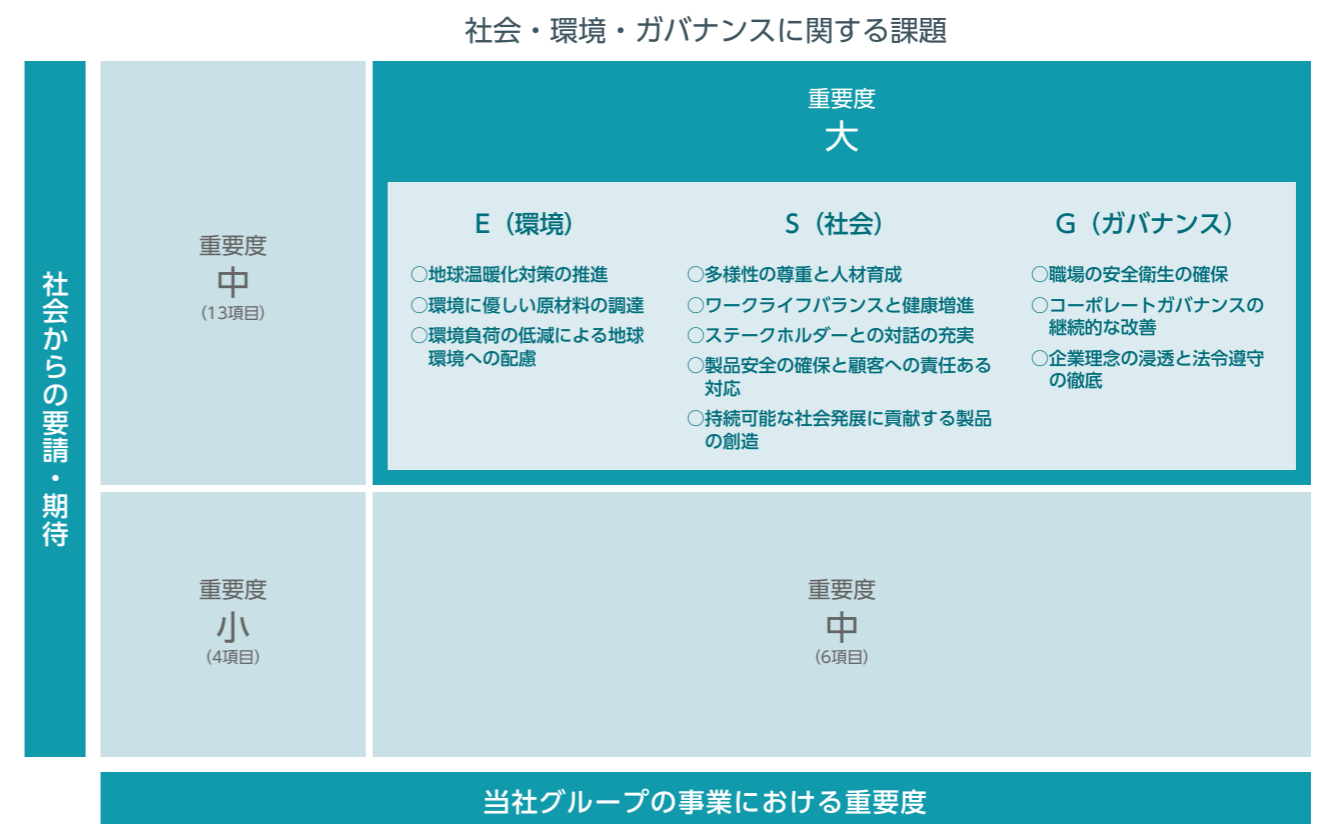 社会・環境・ガバナンスに関する課題
社会からの要請・期待
重要度
中
(13項目)
重要度
大
E（環境）
○地球温暖化対策の推進
○環境に優しい原材料の調達
○環境負荷の低減による地球
環境への配慮
S（社会）
○多様性の尊重と人材育成
○ワークライフバランスと健康増進
○ステークホルダーとの対話の充実
○製品安全の確保と顧客への責任ある
対応
○持続可能な社会発展に貢献する製品
の創造
G（ガバナンス）
○職場の安全衛生の確保
○コーポレートガバナンスの
継続的な改善
○企業理念の浸透と法令遵守
の徹底
重要度
小
(4項目)
重要度
中
(6項目)
当社グループの事業における重要度